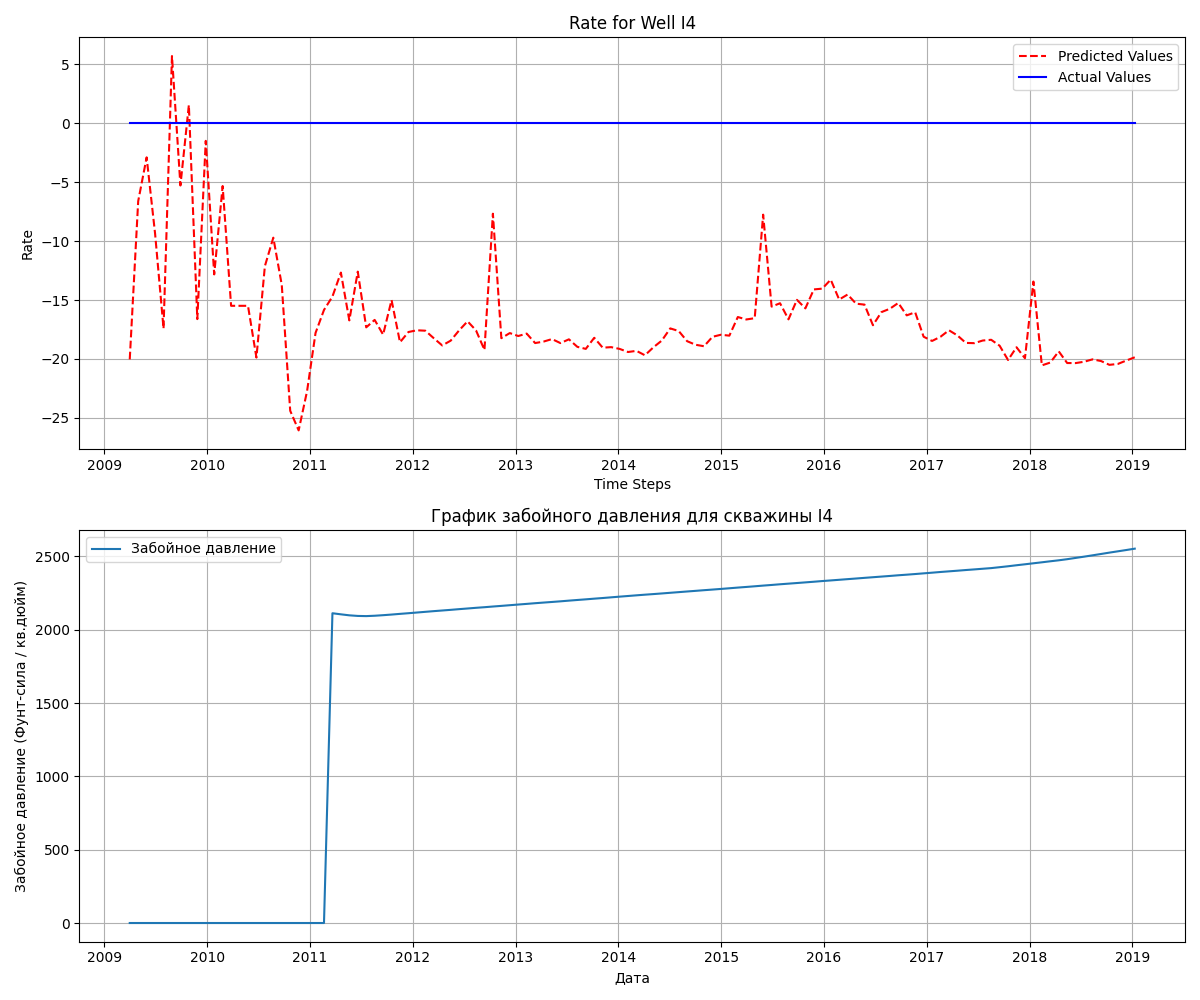 Rate for Well I4
Predicted Values
Actual Values
Rate
5
0
−5
−10
−15
−20
−25
2009 2010 2011 2012 2013 2014 2015 2016 2017 2018 2019
Time Steps
График забойного давления для скважины I4
Забойное давление
Забойное давление (Фунт-сила / кв.дюйм)
2500
2000
1500
1000
500
0
2009 2010 2011 2012 2013 2014 2015 2016 2017 2018 2019
Дата